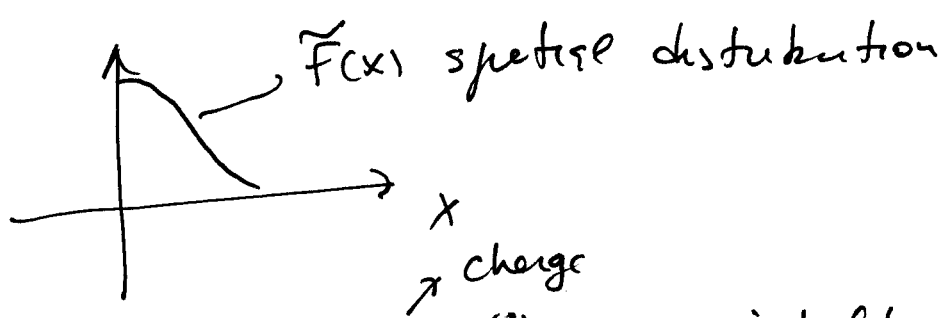 F̃(x) spatial distribution
x
↗ charge